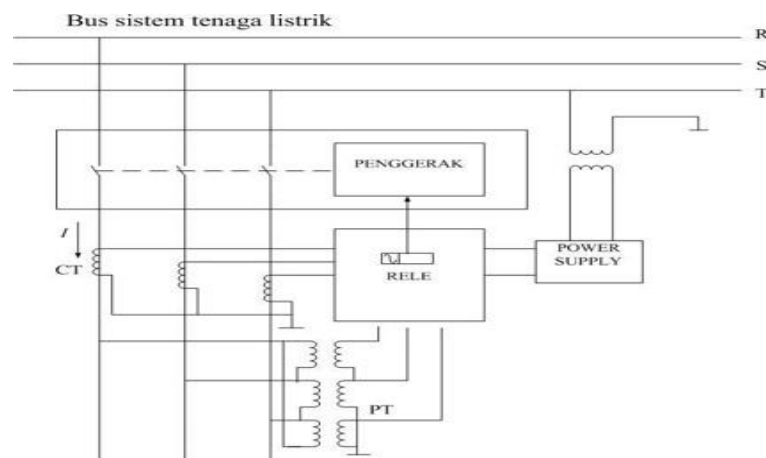 Bus sistem tenaga listrik
R
S
T
PENGGERAK
I
CT
RELE
POWER
SUPPLY
PT